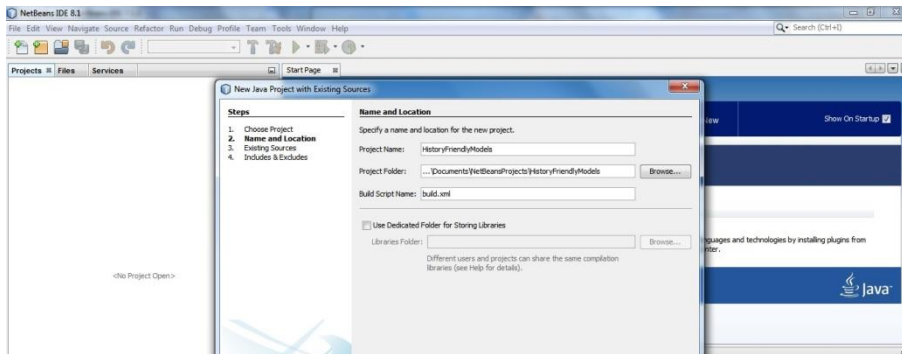 NetBeans IDE 8.1
File Edit View Navigate Source Refactor Run Debug Profile Team Tools Window Help
Search (Ctrl+I)
Projects Files Services
Start Page
New Java Project with Existing Sources
Steps
1. Choose Project
2. Name and Location
3. Existing Sources
4. Includes & Excludes
Name and Location
Specify a name and location for the new project.
Project Name: HistoryFriendlyModels
Project Folder: ...\Documents\NetBeansProjects\HistoryFriendlyModels Browse...
Build Script Name: build.xml
Use Dedicated Folder for Storing Libraries
Libraries Folder: Browse...
Different users and projects can share the same compilation
libraries (see Help for details).
<No Project Open>
Show On Startup
nguages and technologies by installing plugins from
Java